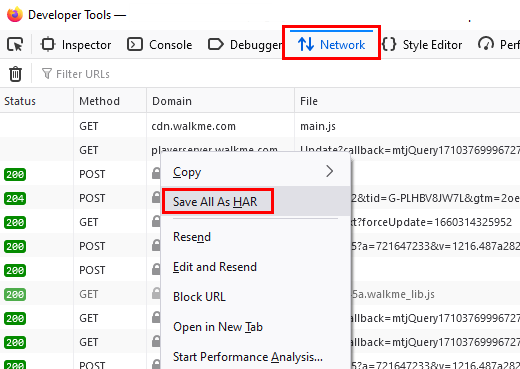 Developer Tools —
Inspector Console Debugger Network Style Editor Perf
Filter URLs
Status Method Domain File
GET cdn.walkme.com main.js
GET playerserver.walkme.com Update?callback=mtjQuery17103769996727
200 POST
204 POST 2&tid=G-PLHBV8JW7L&gtm=2oe
200 GET t?forceUpdate=1660314325952
200 POST 5?a=721647233&v=1216.487a282
200 POST
200 GET 5a.walkme_lib.js
200 GET callback=mtjQuery17103769996727
200 GET callback=mtjQuery17103769996727
200 POST 5?a=721647233&v=1216.487a282
Copy
Save All As HAR
Resend
Edit and Resend
Block URL
Open in New Tab
Start Performance Analysis...